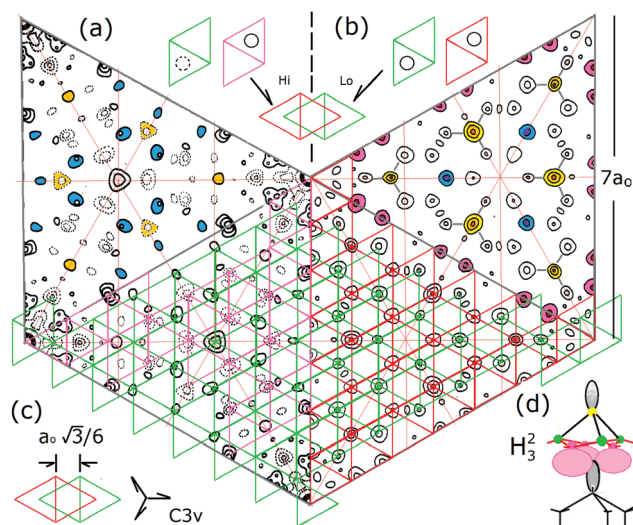 (a)
(b)
Hi
Lo
7a₀
(c)
a₀ √3/6
C3v
(d)
H₃²